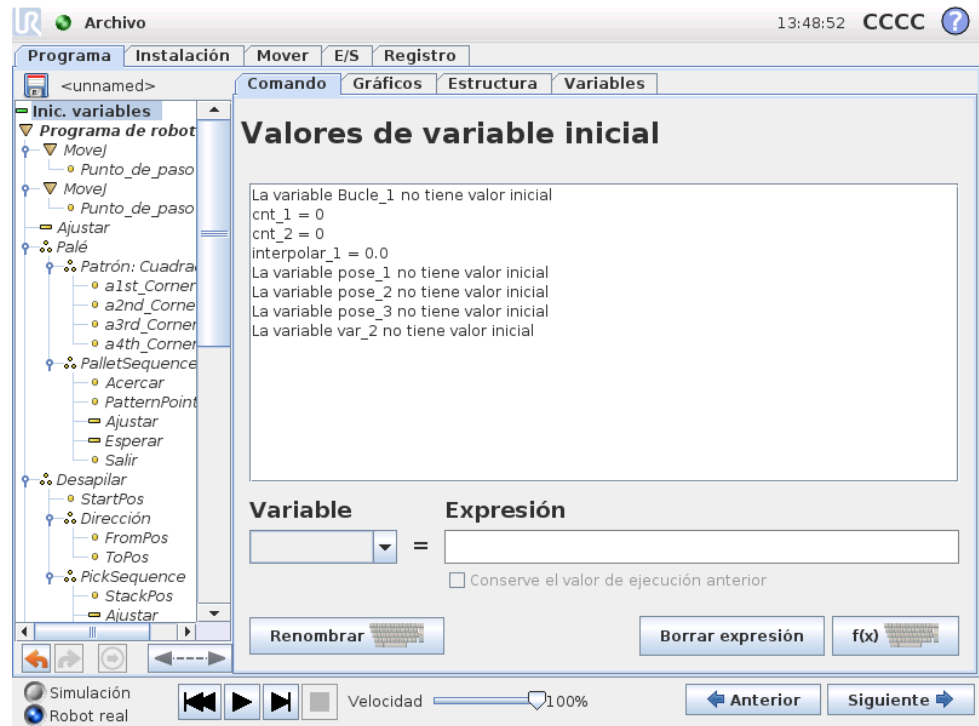 UR
Archivo
13:48:52
CCCC
?
Programa
Instalación
Mover
E/S
Registro
<unnamed>
Inic. variables
Programa de robot
MoveJ
Punto_de_paso
MoveJ
Punto_de_paso
Ajustar
Palé
Patrón: Cuadra
a1st_Corner
a2nd_Corne
a3rd_Corner
a4th_Corner
PalletSequence
Acercar
PatternPoint
Ajustar
Esperar
Salir
Desapilar
StartPos
Dirección
FromPos
ToPos
PickSequence
StackPos
Ajustar
Comando
Gráficos
Estructura
Variables
Valores de variable inicial
La variable Bucle_1 no tiene valor inicial
cnt_1 = 0
cnt_2 = 0
interpolar_1 = 0.0
La variable pose_1 no tiene valor inicial
La variable pose_2 no tiene valor inicial
La variable pose_3 no tiene valor inicial
La variable var_2 no tiene valor inicial
Variable
Expresión
=
Conserve el valor de ejecución anterior
Renombrar
Borrar expresión
f(x)
Simulación
Robot real
Velocidad
100%
Anterior
Siguiente